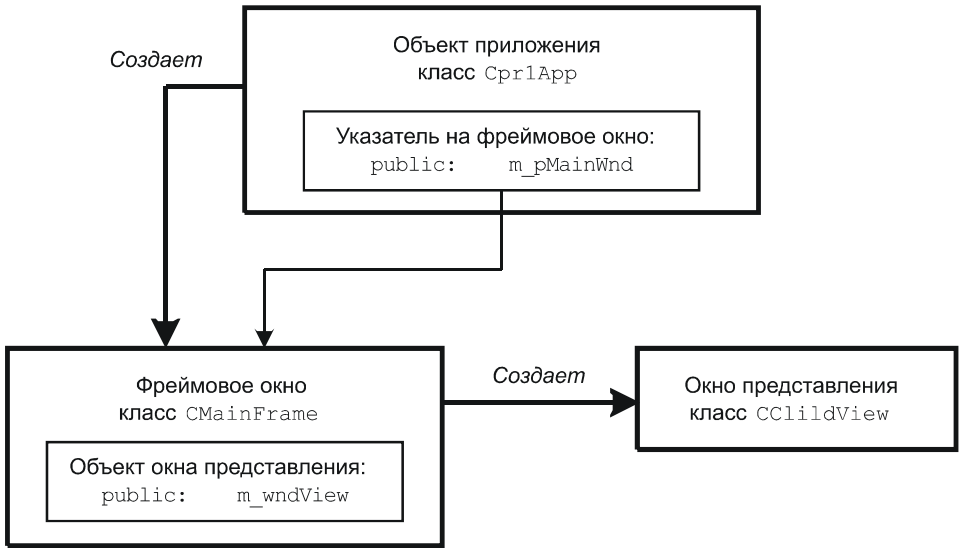 Создает
Объект приложения
класс Cpr1App
Указатель на фреймовое окно:
public: m_pMainWnd
Фреймовое окно
класс CMainFrame
Объект окна представления:
public: m_wndView
Создает
Окно представления
класс CClildView